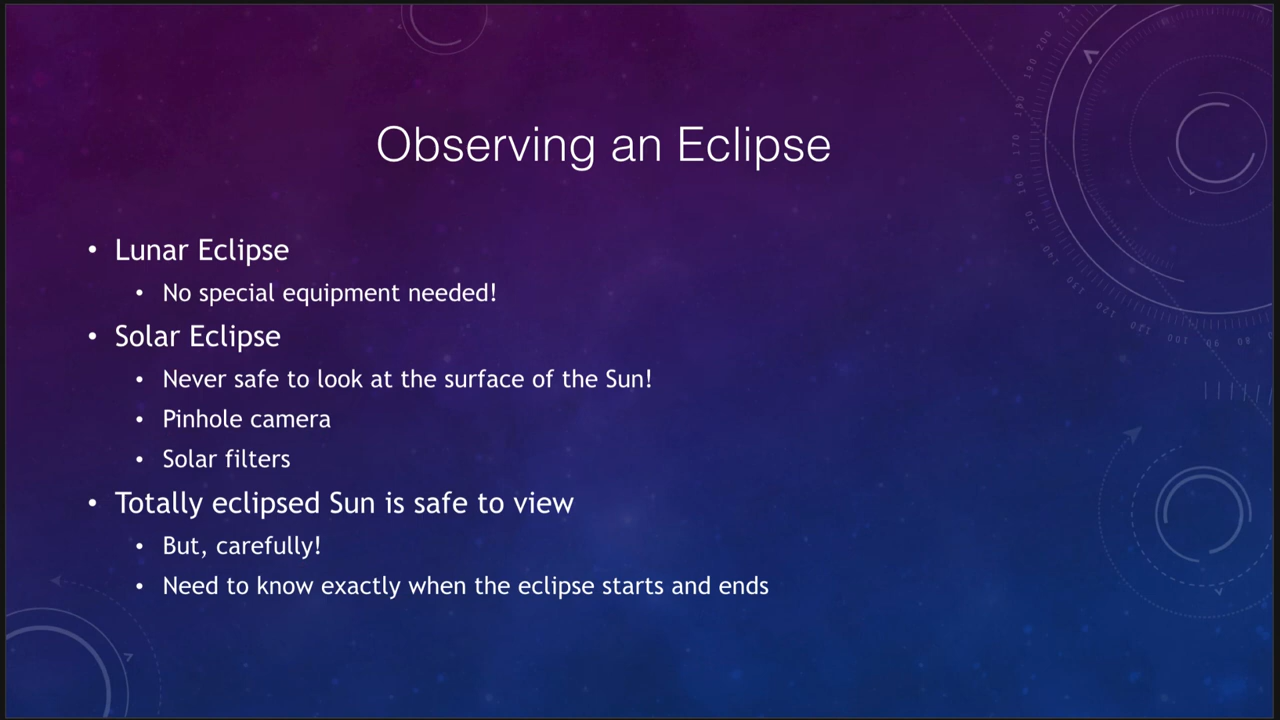 Observing an Eclipse
• Lunar Eclipse
• No special equipment needed!
• Solar Eclipse
• Never safe to look at the surface of the Sun!
• Pinhole camera
• Solar filters
• Totally eclipsed Sun is safe to view
• But, carefully!
• Need to know exactly when the eclipse starts and ends